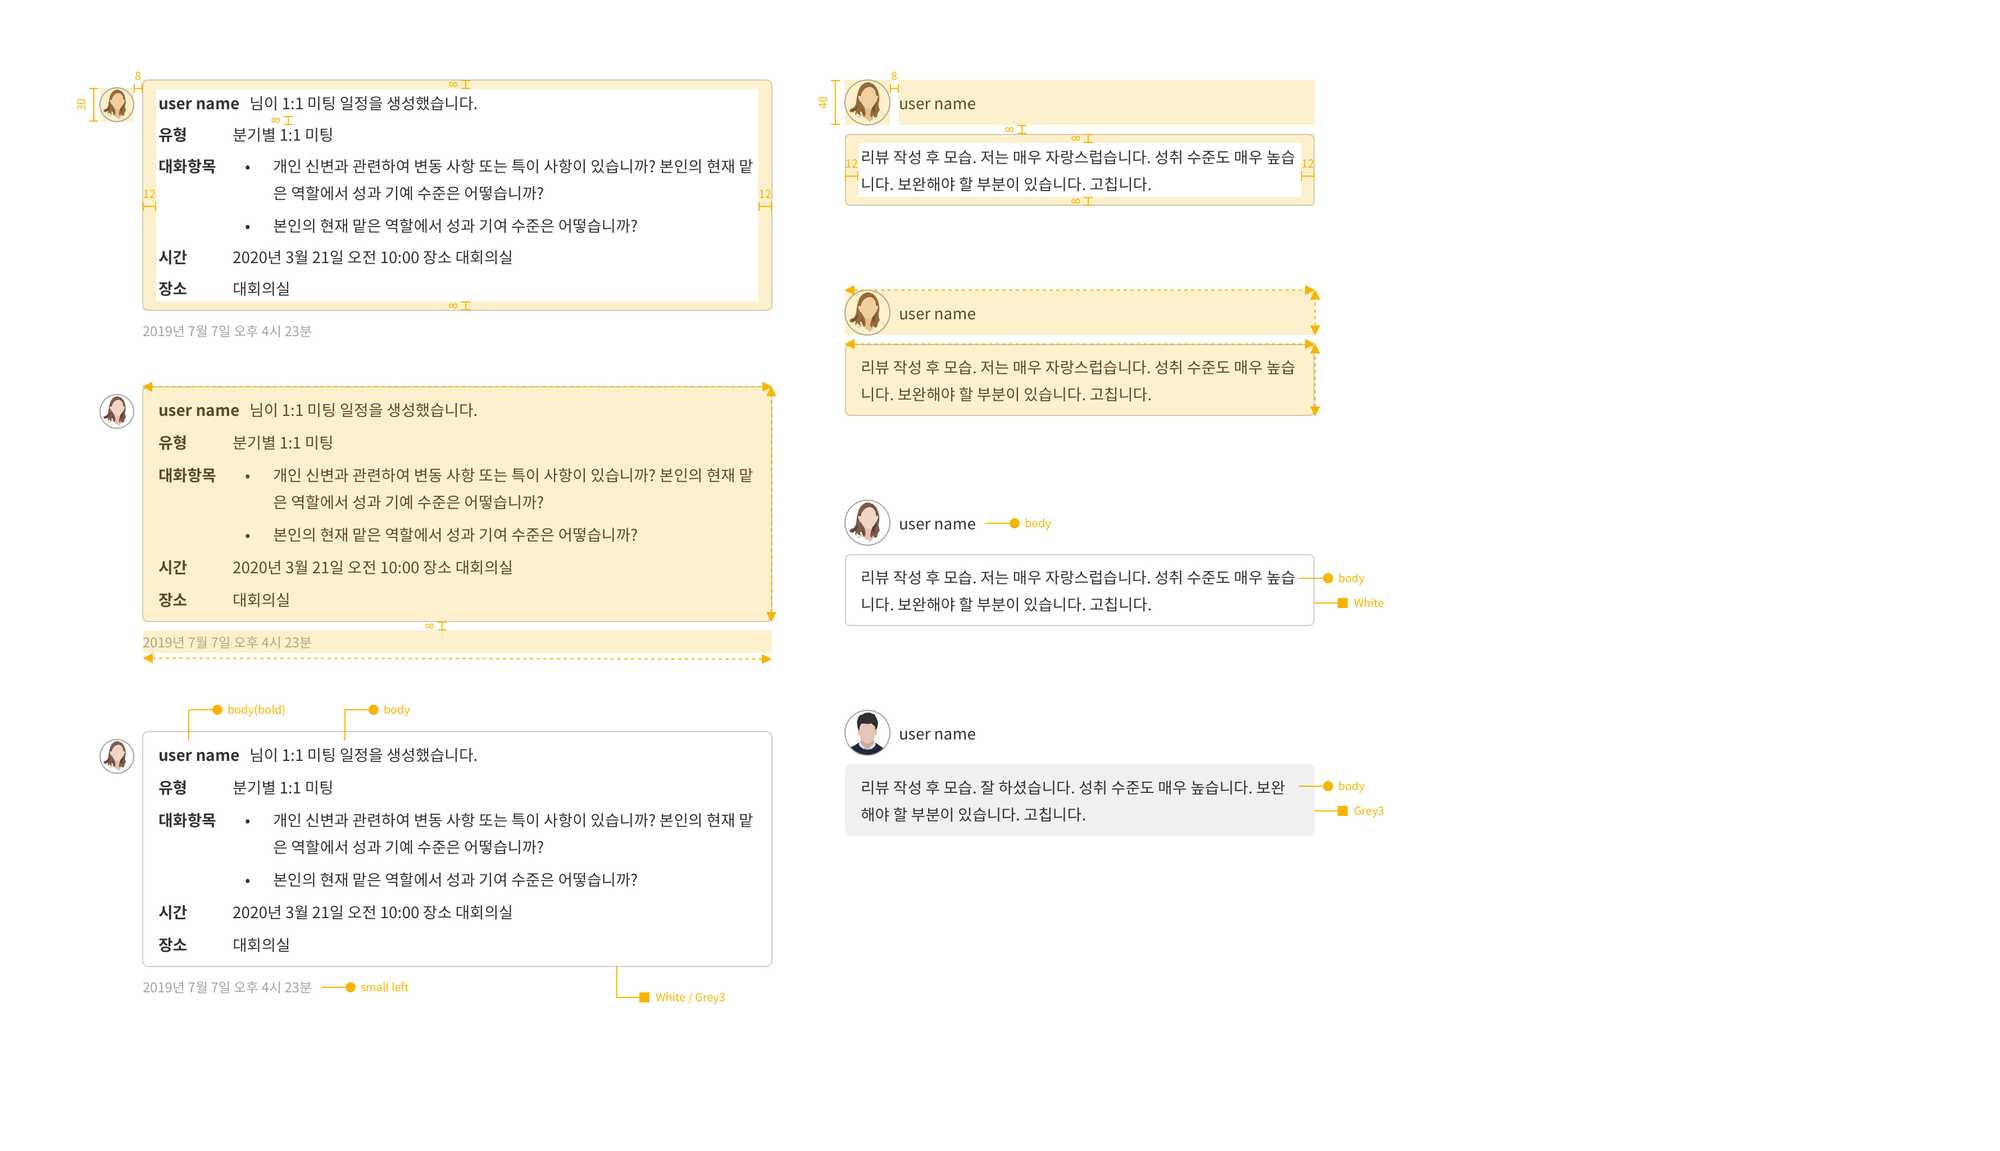 8
8
30
user name 님이 1:1 미팅 일정을 생성했습니다.
8
유형 분기별 1:1 미팅
대화항목 • 개인 신변과 관련하여 변동 사항 또는 특이 사항이 있습니까? 본인의 현재 맡
은 역할에서 성과 기예 수준은 어떻습니까?
12 12
• 본인의 현재 맡은 역할에서 성과 기여 수준은 어떻습니까?
시간 2020년 3월 21일 오전 10:00 장소 대회의실
장소 대회의실
8
2019년 7월 7일 오후 4시 23분
user name 님이 1:1 미팅 일정을 생성했습니다.
유형 분기별 1:1 미팅
대화항목 • 개인 신변과 관련하여 변동 사항 또는 특이 사항이 있습니까? 본인의 현재 맡
은 역할에서 성과 기예 수준은 어떻습니까?
• 본인의 현재 맡은 역할에서 성과 기여 수준은 어떻습니까?
시간 2020년 3월 21일 오전 10:00 장소 대회의실
장소 대회의실
8
2019년 7월 7일 오후 4시 23분
body(bold) body
user name 님이 1:1 미팅 일정을 생성했습니다.
유형 분기별 1:1 미팅
대화항목 • 개인 신변과 관련하여 변동 사항 또는 특이 사항이 있습니까? 본인의 현재 맡
은 역할에서 성과 기예 수준은 어떻습니까?
• 본인의 현재 맡은 역할에서 성과 기여 수준은 어떻습니까?
시간 2020년 3월 21일 오전 10:00 장소 대회의실
장소 대회의실
2019년 7월 7일 오후 4시 23분 small left
White / Grey3
8
40
user name
8
8
12 12
리뷰 작성 후 모습. 저는 매우 자랑스럽습니다. 성취 수준도 매우 높습
니다. 보완해야 할 부분이 있습니다. 고칩니다.
8
user name
리뷰 작성 후 모습. 저는 매우 자랑스럽습니다. 성취 수준도 매우 높습
니다. 보완해야 할 부분이 있습니다. 고칩니다.
user name body
리뷰 작성 후 모습. 저는 매우 자랑스럽습니다. 성취 수준도 매우 높습 body
니다. 보완해야 할 부분이 있습니다. 고칩니다. White
user name
리뷰 작성 후 모습. 잘 하셨습니다. 성취 수준도 매우 높습니다. 보완 body
해야 할 부분이 있습니다. 고칩니다. Grey3